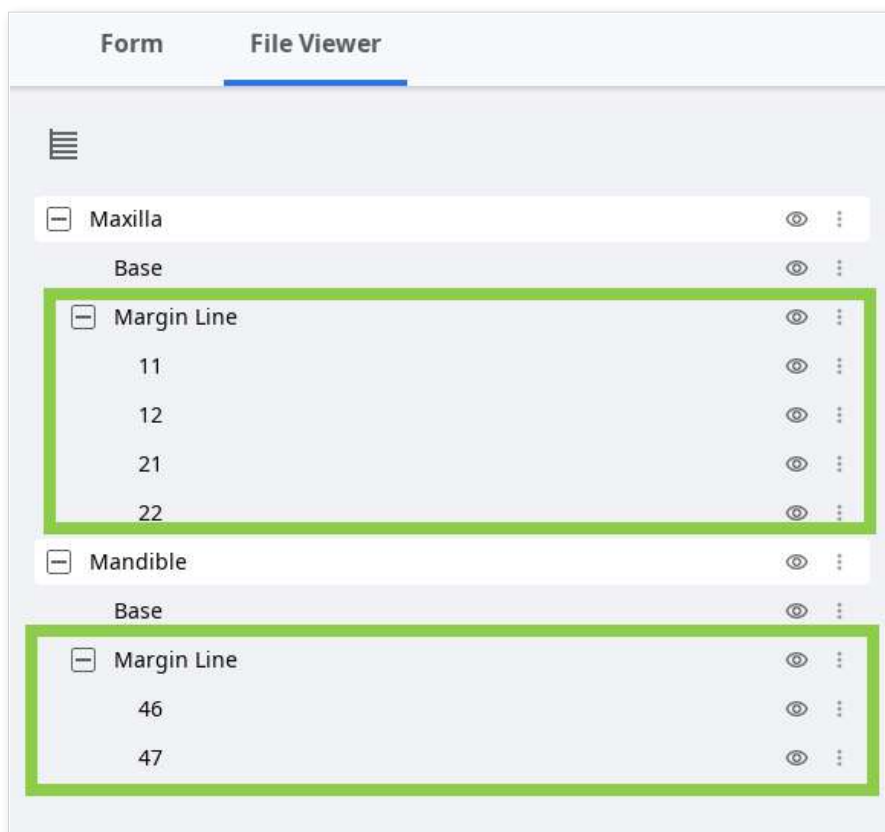 Form File Viewer
Maxilla
Base
Margin Line
11
12
21
22
Mandible
Base
Margin Line
46
47